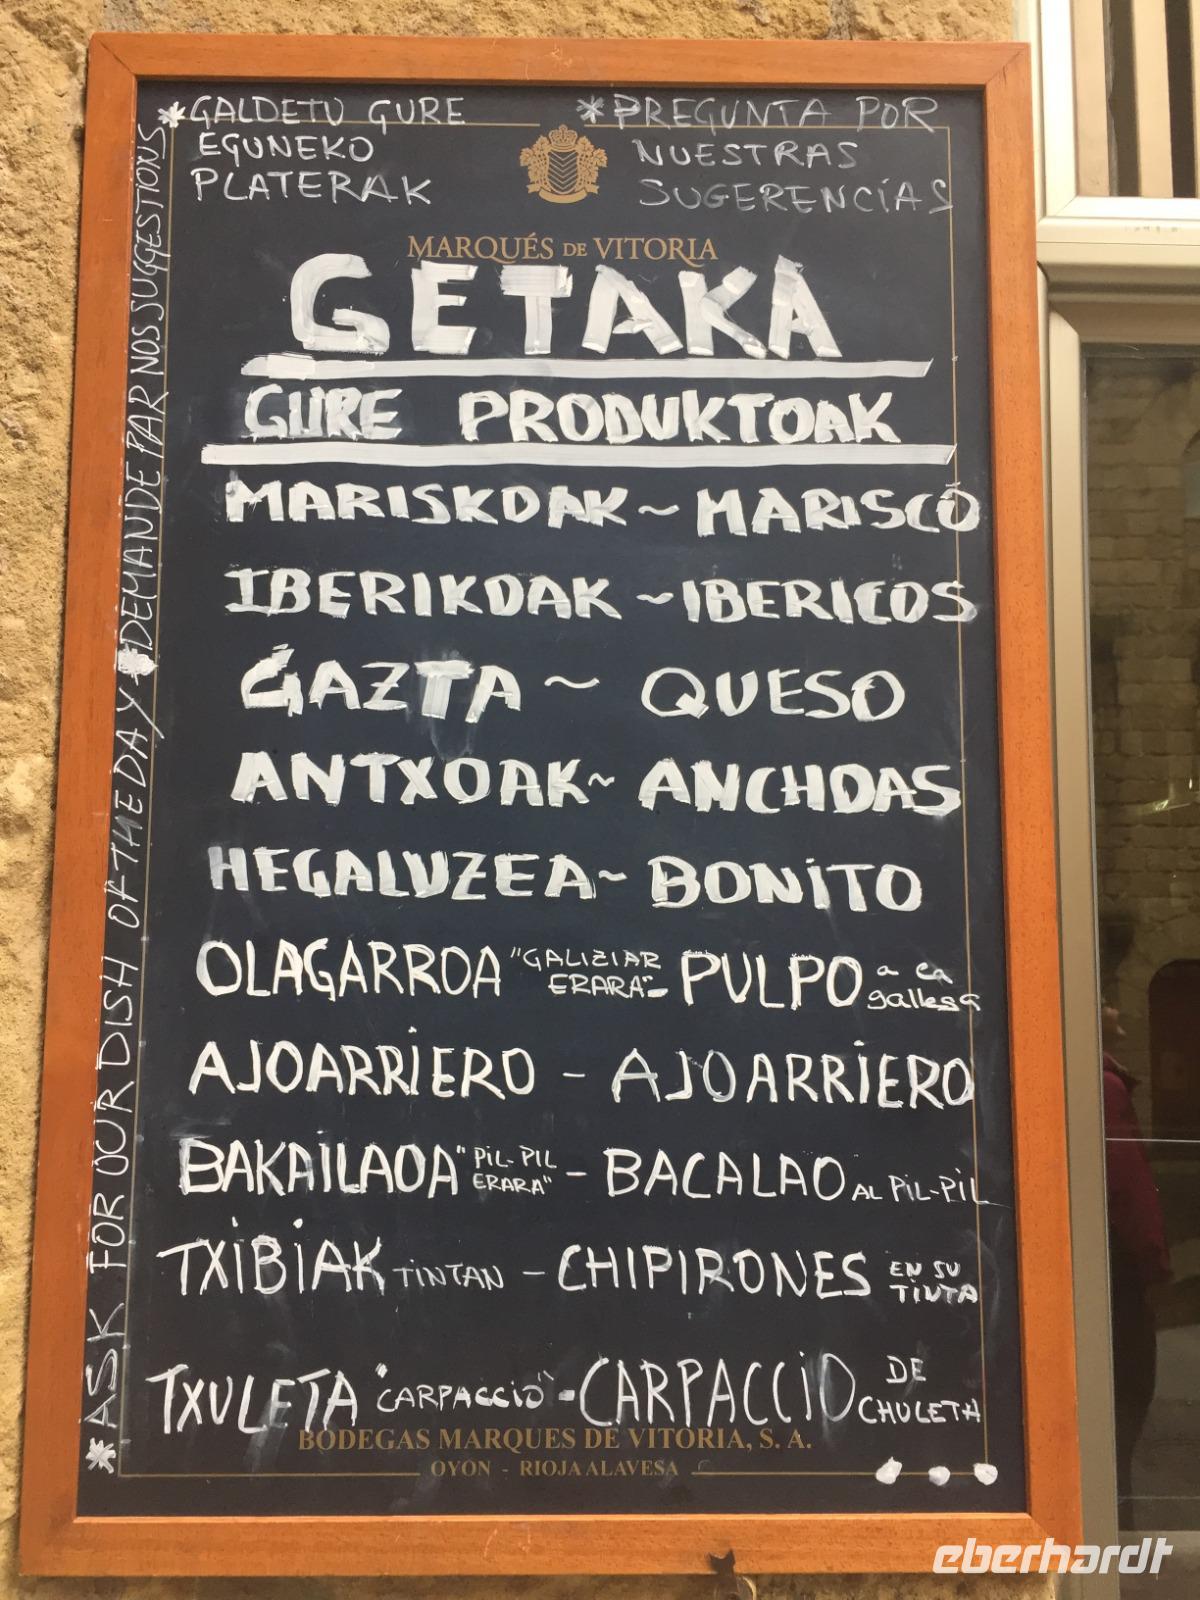 *GALDETU GURE
EGUNEKO
PLATERAK
*PREGUNTA POR
NUESTRAS
SUGERENCÍAS
MARQUÉS DE VITORIA
GETAKA
GURE PRODUKTOAK
MARISKOAK ~ MARISCO
IBERIKOAK ~ IBERICOS
GAZTA ~ QUESO
ANTXOAK ~ ANCHOAS
HEGALUZEA ~ BONITO
OLAGARROA "GALIZIAR ERARA" - PULPO a la gallega
AJOARRIERO - AJOARRIERO
BAKAILAOA "PIL-PIL ERARA" - BACALAO AL PIL-PIL
TXIBIAK TINTAN - CHIPIRONES EN SU TINTA
TXULETA "CARPACCIO" - CARPACCIO DE CHULETA
BODEGAS MARQUES DE VITORIA, S. A.
OYON - RIOJA ALAVESA
...
*ASK FOR OUR DISH OF THE DAY *DEMANDE PAR NOS SUGGESTIONS
eberhardt